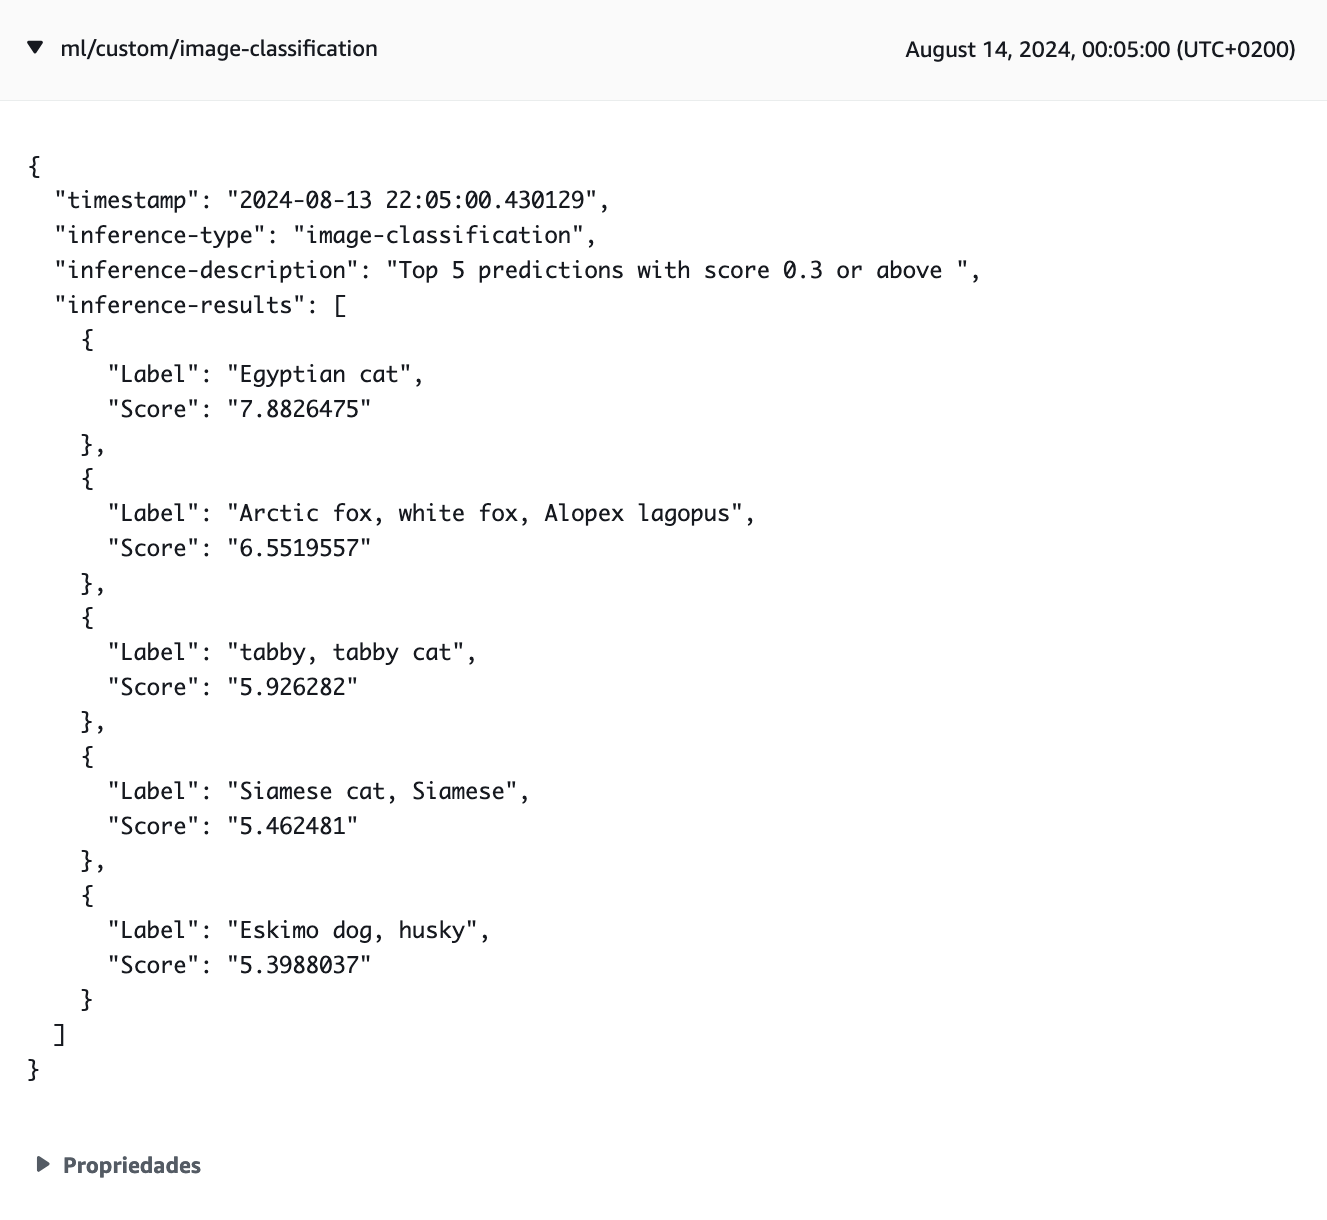 ml/custom/image-classification August 14, 2024, 00:05:00 (UTC+0200)
{
  "timestamp": "2024-08-13 22:05:00.430129",
  "inference-type": "image-classification",
  "inference-description": "Top 5 predictions with score 0.3 or above ",
  "inference-results": [
    {
      "Label": "Egyptian cat",
      "Score": "7.8826475"
    },
    {
      "Label": "Arctic fox, white fox, Alopex lagopus",
      "Score": "6.5519557"
    },
    {
      "Label": "tabby, tabby cat",
      "Score": "5.926282"
    },
    {
      "Label": "Siamese cat, Siamese",
      "Score": "5.462481"
    },
    {
      "Label": "Eskimo dog, husky",
      "Score": "5.3988037"
    }
  ]
}
Propriedades